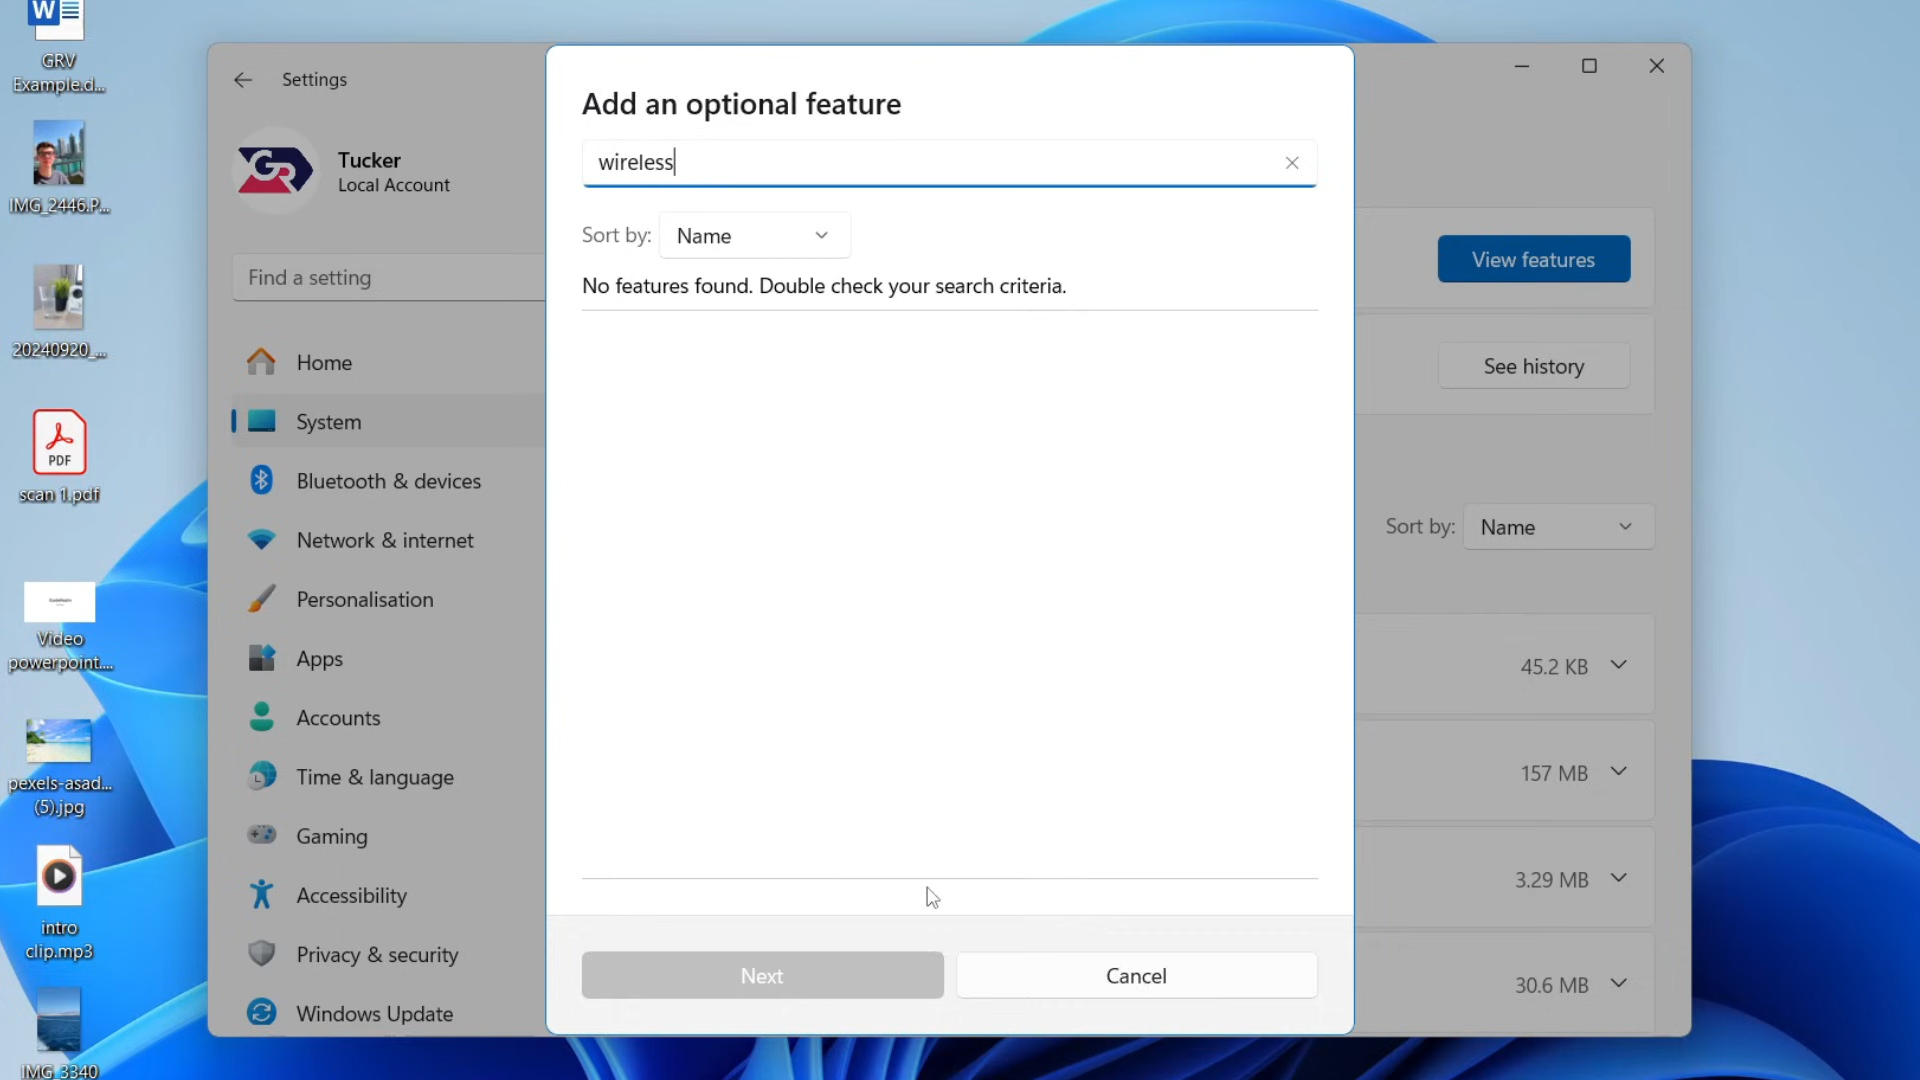 W
GRV
Example.d...
IMG_2446.P...
20240920_...
PDF
scan 1.pdf
Video
powerpoint....
pexels-asad...
(5).jpg
intro
clip.mp3
IMG_3340
Settings
GR
Tucker
Local Account
Find a setting
Home
System
Bluetooth & devices
Network & internet
Personalisation
Apps
Accounts
Time & language
Gaming
Accessibility
Privacy & security
Windows Update
Add an optional feature
wireless
Sort by: Name
No features found. Double check your search criteria.
Next
Cancel
View features
See history
Sort by: Name
45.2 KB
157 MB
3.29 MB
30.6 MB